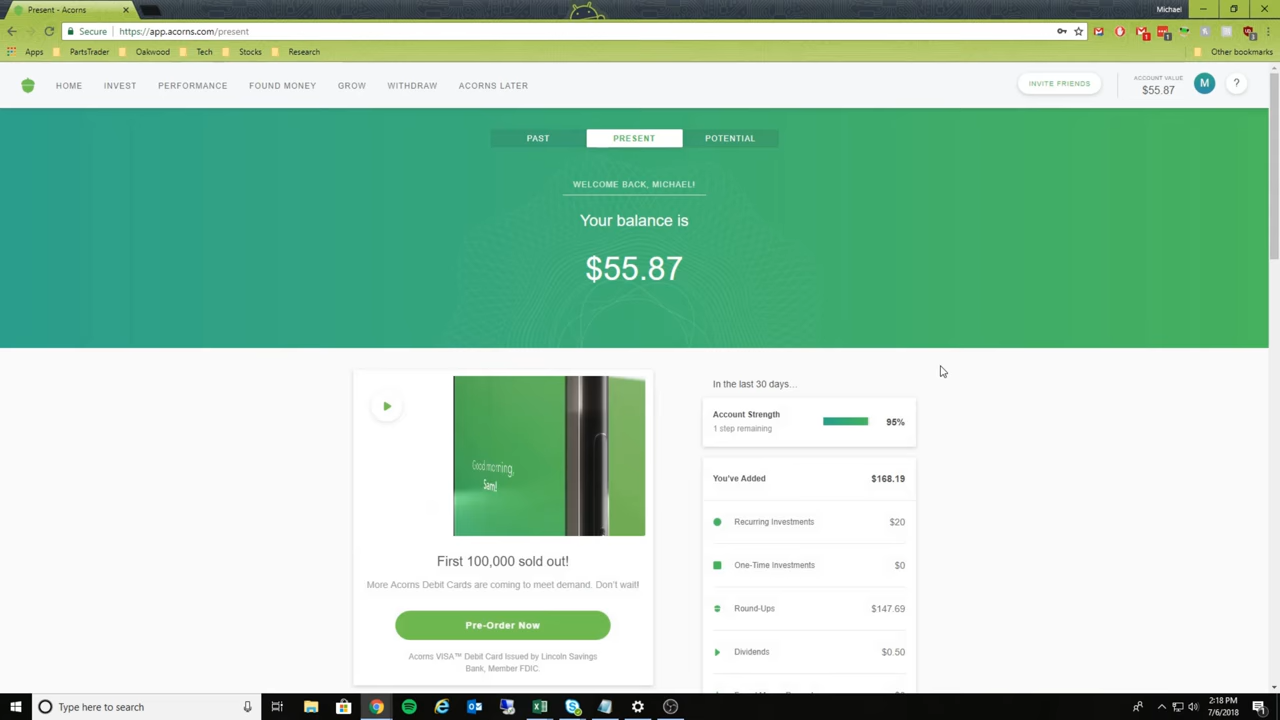 Present - Acorns
Michael
Secure
https://app.acorns.com/present
Apps
PartsTrader
Oakwood
Tech
Stocks
Research
Other bookmarks
HOME
INVEST
PERFORMANCE
FOUND MONEY
GROW
WITHDRAW
ACORNS LATER
INVITE FRIENDS
ACCOUNT VALUE
$55.87
M
?
PAST
PRESENT
POTENTIAL
WELCOME BACK, MICHAEL!
Your balance is
$55.87
Good morning,
Sam!
First 100,000 sold out!
More Acorns Debit Cards are coming to meet demand. Don't wait!
Pre-Order Now
Acorns VISA™ Debit Card Issued by Lincoln Savings
Bank, Member FDIC.
In the last 30 days...
Account Strength
1 step remaining
95%
You've Added
$168.19
Recurring Investments
$20
One-Time Investments
$0
Round-Ups
$147.69
Dividends
$0.50
Type here to search
2:18 PM
7/6/2018